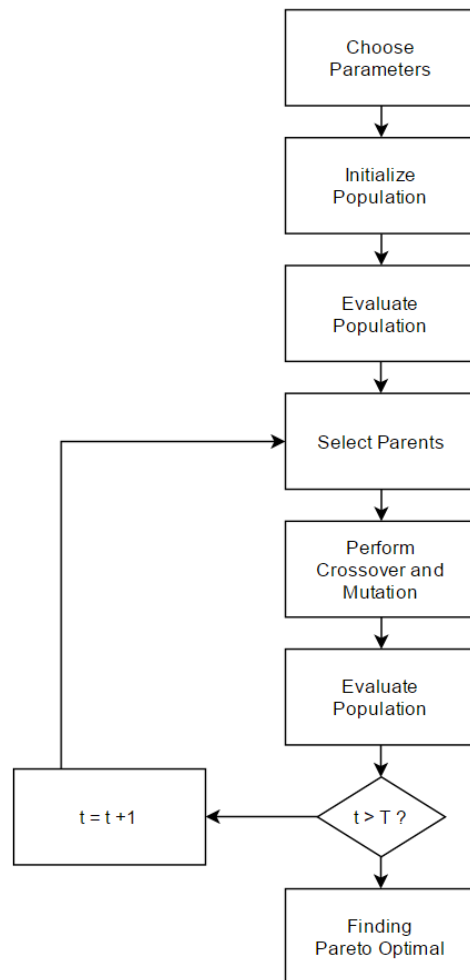 Choose
Parameters
Initialize
Population
Evaluate
Population
Select Parents
Perform
Crossover and
Mutation
Evaluate
Population
t = t +1
t > T ?
Finding
Pareto Optimal